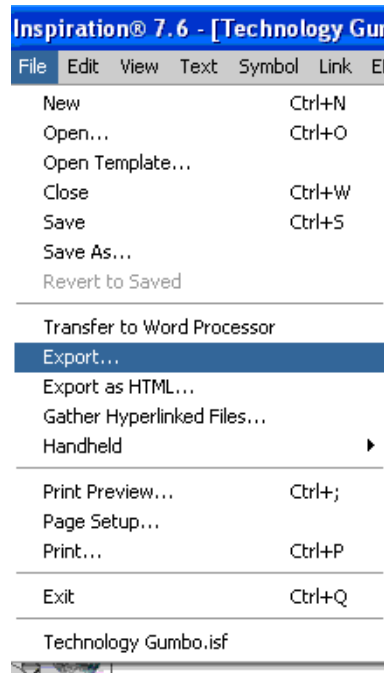 Inspiration® 7.6 - [Technology Gum
File Edit View Text Symbol Link
New Ctrl+N
Open... Ctrl+O
Open Template...
Close Ctrl+W
Save Ctrl+S
Save As...
Revert to Saved
Transfer to Word Processor
Export...
Export as HTML...
Gather Hyperlinked Files...
Handheld
Print Preview... Ctrl+;
Page Setup...
Print... Ctrl+P
Exit Ctrl+Q
Technology Gumbo.isf